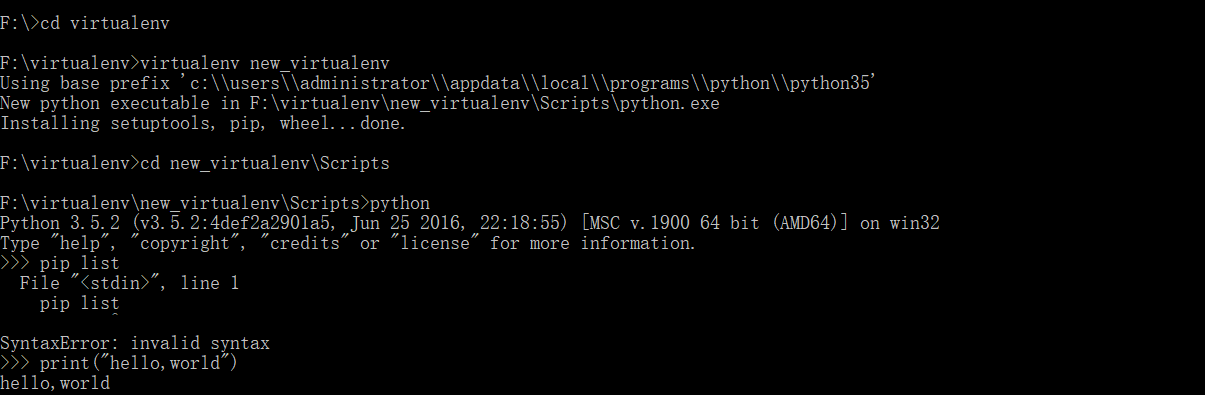 F:\>cd virtualenv
F:\virtualenv>virtualenv new_virtualenv
Using base prefix 'c:\\users\\administrator\\appdata\\local\\programs\\python\\python35'
New python executable in F:\virtualenv\new_virtualenv\Scripts\python.exe
Installing setuptools, pip, wheel...done.
F:\virtualenv>cd new_virtualenv\Scripts
F:\virtualenv\new_virtualenv\Scripts>python
Python 3.5.2 (v3.5.2:4def2a2901a5, Jun 25 2016, 22:18:55) [MSC v.1900 64 bit (AMD64)] on win32
Type "help", "copyright", "credits" or "license" for more information.
>>> pip list
  File "<stdin>", line 1
    pip list
           ^
SyntaxError: invalid syntax
>>> print("hello,world")
hello,world